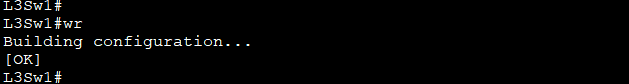 L3Sw1#
L3Sw1#wr
Building configuration...
[OK]
L3Sw1#